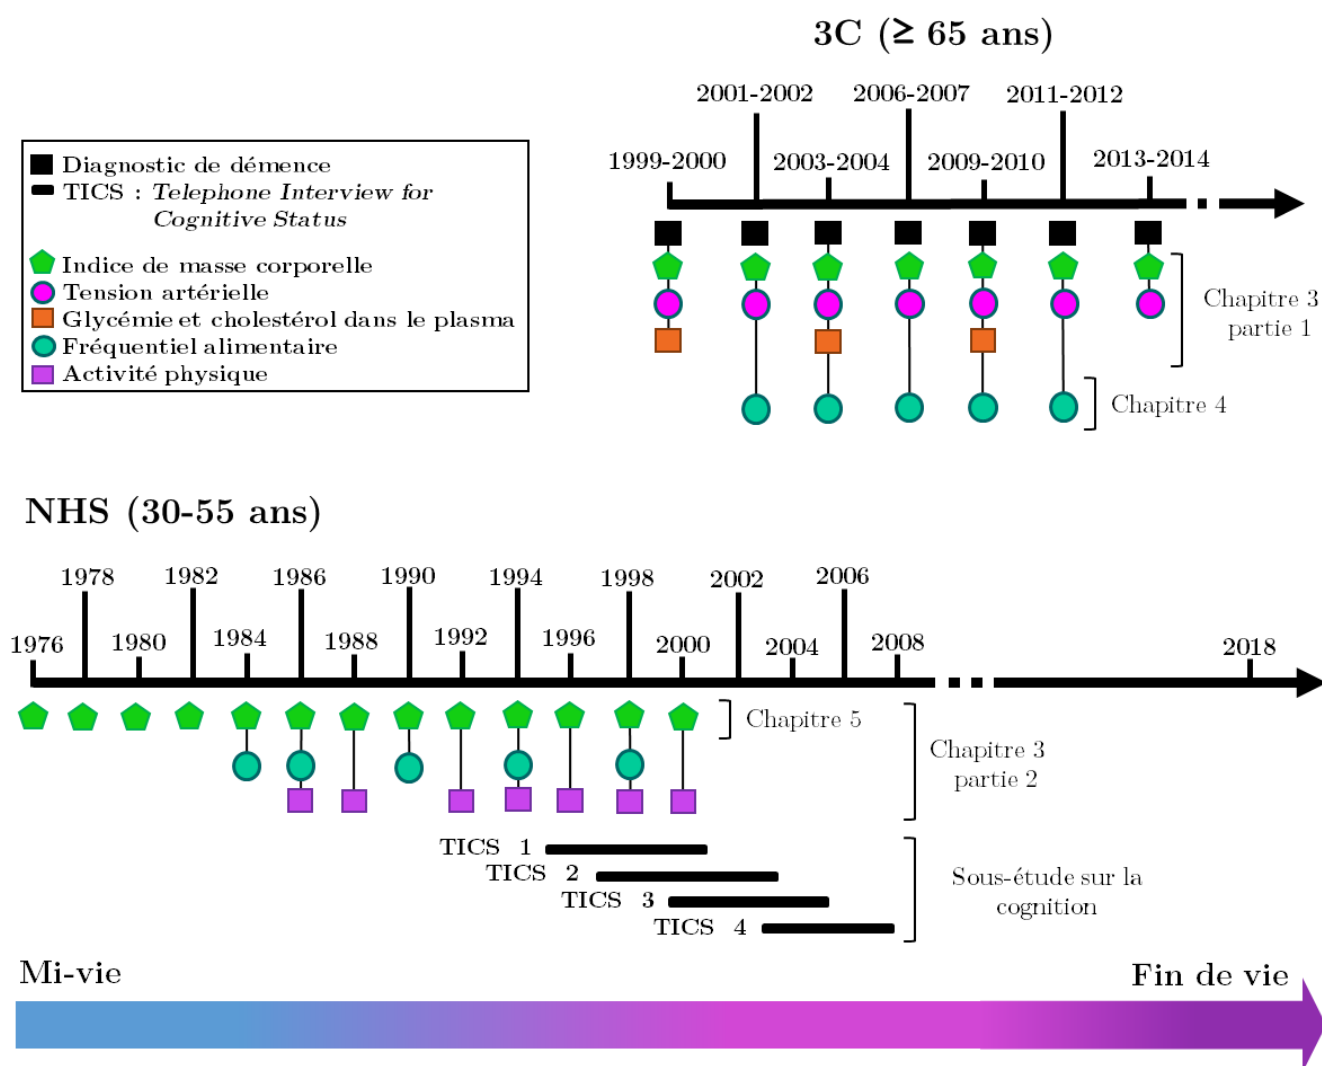 3C (≥ 65 ans)
2001-2002 2006-2007 2011-2012
1999-2000 2003-2004 2009-2010 2013-2014
Diagnostic de démence
TICS : Telephone Interview for
Cognitive Status
Indice de masse corporelle
Tension artérielle
Glycémie et cholestérol dans le plasma
Fréquentiel alimentaire
Activité physique
Chapitre 3
partie 1
Chapitre 4
NHS (30-55 ans)
1978 1982 1986 1990 1994 1998 2002 2006
1976 1980 1984 1988 1992 1996 2000 2004 2008 2018
Chapitre 5
Chapitre 3
partie 2
TICS 1
TICS 2
TICS 3
TICS 4
Sous-étude sur la
cognition
Mi-vie
Fin de vie